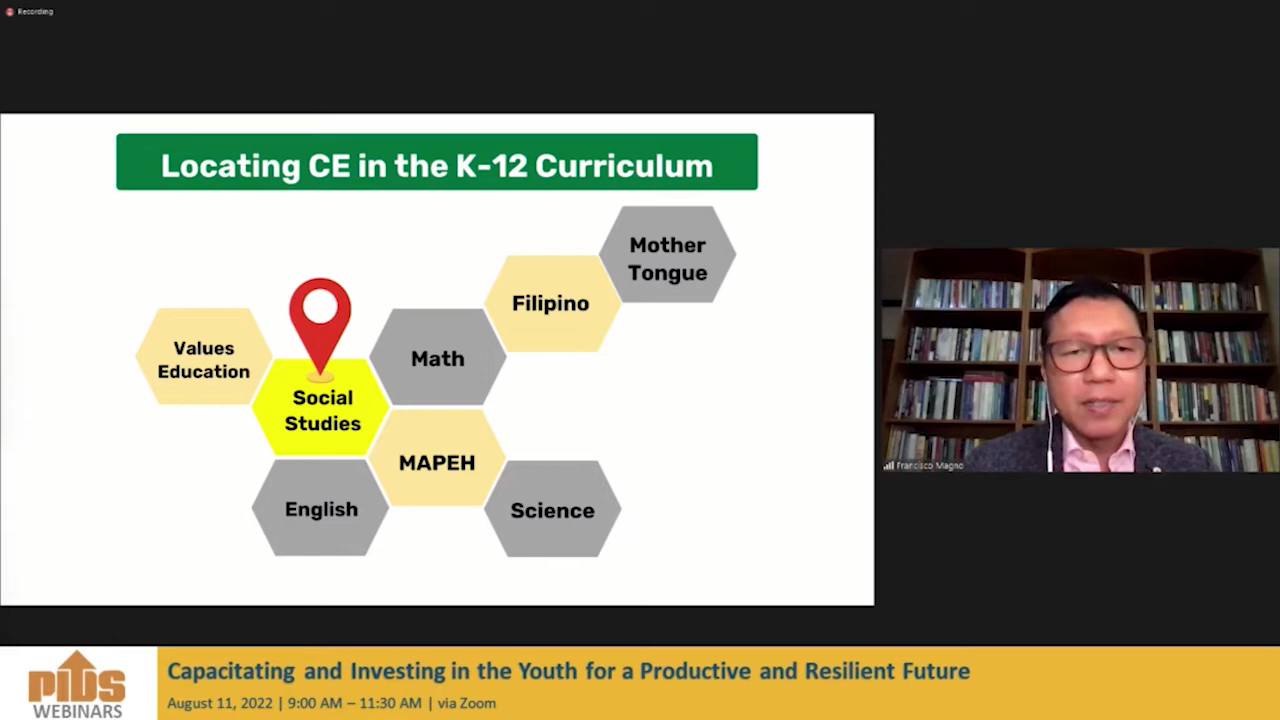 Recording
Locating CE in the K-12 Curriculum
Mother
Tongue
Filipino
Values
Education
Math
Social
Studies
MAPEH
English
Science
Francisco Magno
PIDS
WEBINARS
Capacitating and Investing in the Youth for a Productive and Resilient Future
August 11, 2022 | 9:00 AM – 11:30 AM | via Zoom